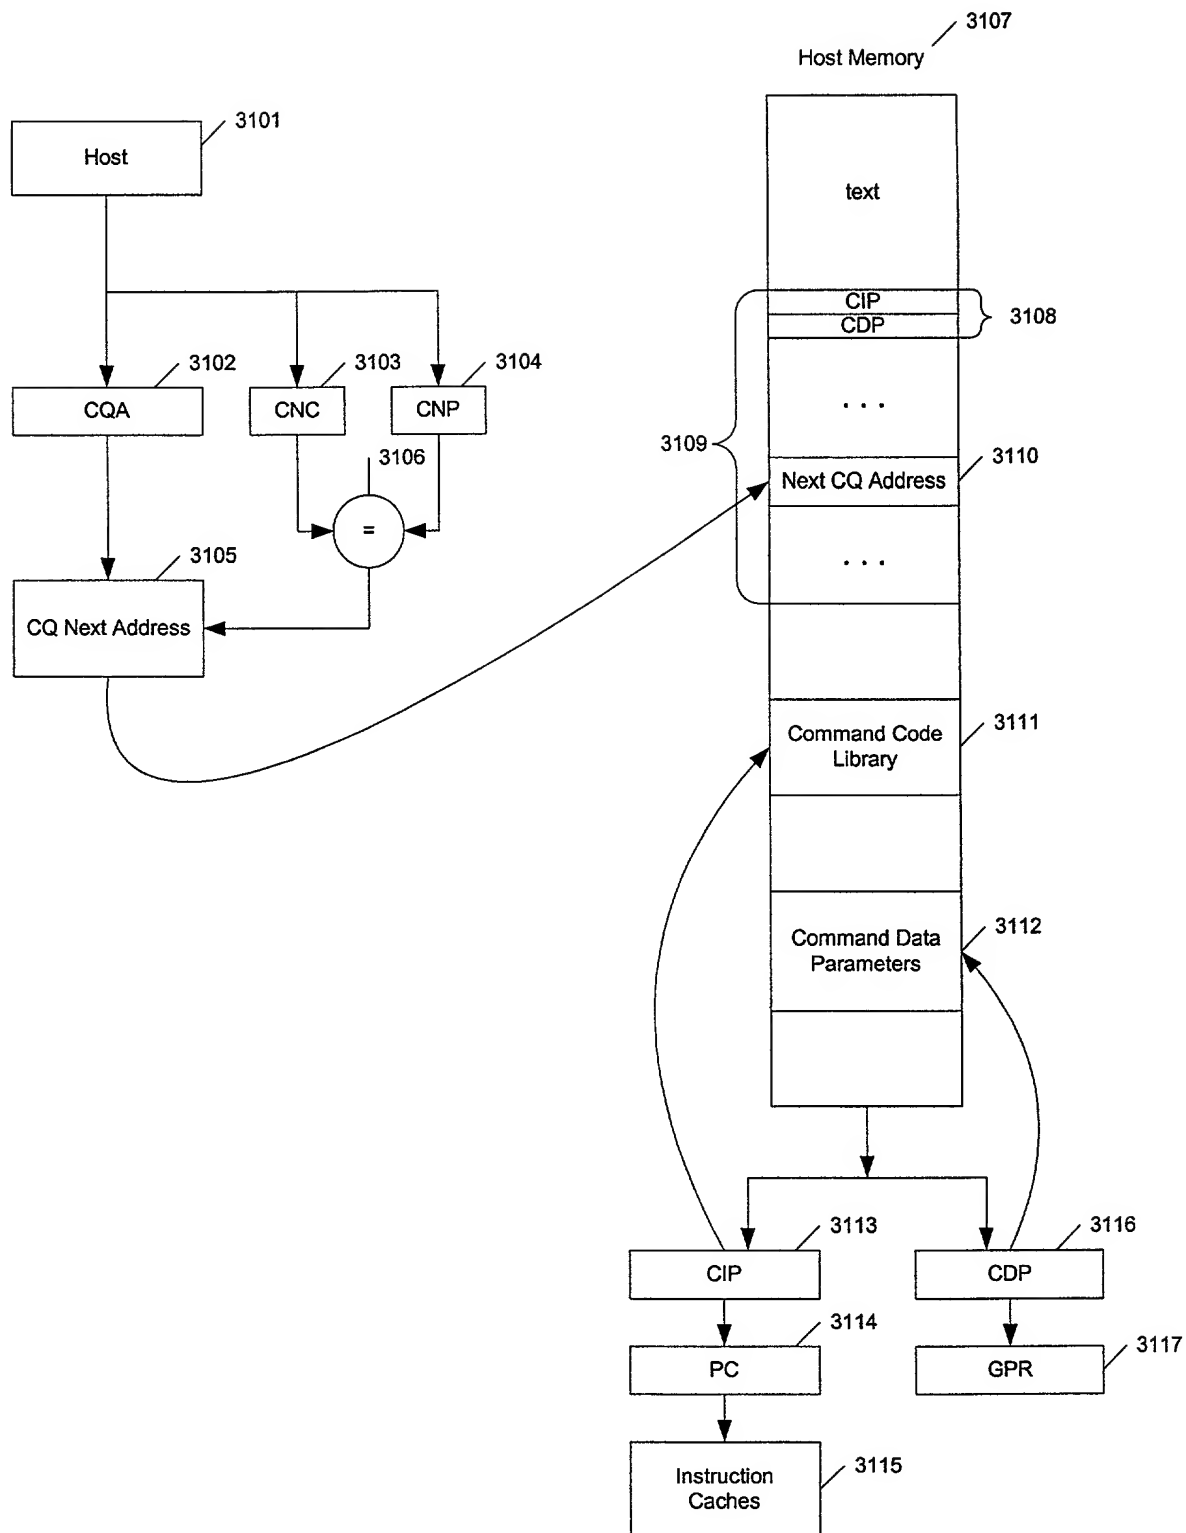 3107
Host Memory
3101
Host
text
CIP
CDP
3108
3102
3103
3104
CQA
CNC
CNP
. . .
3109
3106
3110
Next CQ Address
=
3105
. . .
CQ Next Address
3111
Command Code
Library
3112
Command Data
Parameters
3113
3116
CIP
CDP
3114
3117
PC
GPR
3115
Instruction
Caches